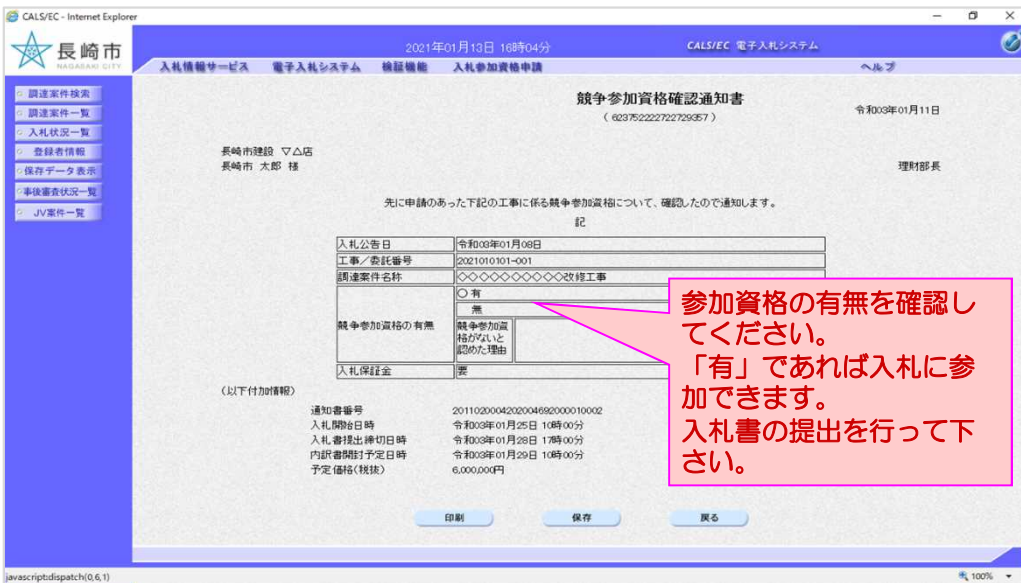 CALS/EC - Internet Explorer
長崎市
NAGASAKI CITY
2021年01月13日 16時04分
CALS/EC 電子入札システム
入札情報サービス 電子入札システム 検証機能 入札参加資格申請 ヘルプ
調達案件検索
調達案件一覧
入札状況一覧
登録者情報
保存データ表示
事後審査状況一覧
JV案件一覧
競争参加資格確認通知書
( 623752222722729357 )
令和03年01月11日
長崎市建設 ▽△店
長崎市 太郎 様
理財部長
先に申請のあった下記の工事に係る競争参加資格について、確認したので通知します。
記
入札公告日 令和03年01月08日
工事/委託番号 2021010101-001
調達案件名称 ◇◇◇◇◇◇◇◇◇◇改修工事
競争参加資格の有無
○ 有
無
競争参加資
格がないと
認めた理由
入札保証金 要
参加資格の有無を確認し
てください。
「有」であれば入札に参
加できます。
入札書の提出を行って下
さい。
(以下付加情報)
通知書番号 2011020004202004692000010002
入札開始日時 令和03年01月25日 10時00分
入札書提出締切日時 令和03年01月28日 17時00分
内訳書開封予定日時 令和03年01月29日 10時00分
予定価格(税抜) 6,000,000円
印刷 保存 戻る
javascript:dispatch(0,6,1)
100%